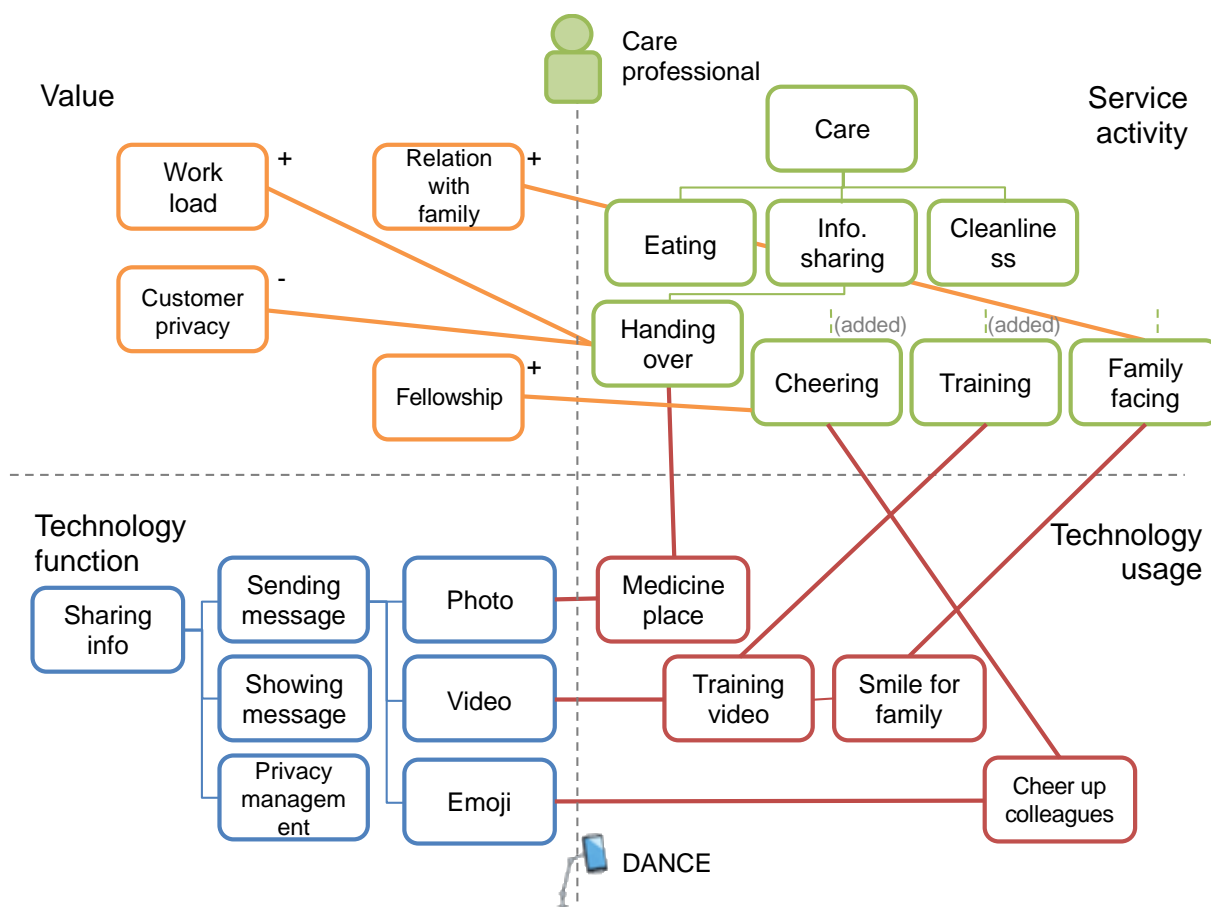 Care
professional
Value
Service
activity
Care
Work
load
+
Relation
with
family
+
Eating
Info.
sharing
Cleanline
ss
Customer
privacy
-
Handing
over
(added)
(added)
Fellowship
+
Cheering
Training
Family
facing
Technology
function
Technology
usage
Sharing
info
Sending
message
Photo
Medicine
place
Showing
message
Video
Training
video
Smile for
family
Privacy
managem
ent
Emoji
Cheer up
colleagues
DANCE